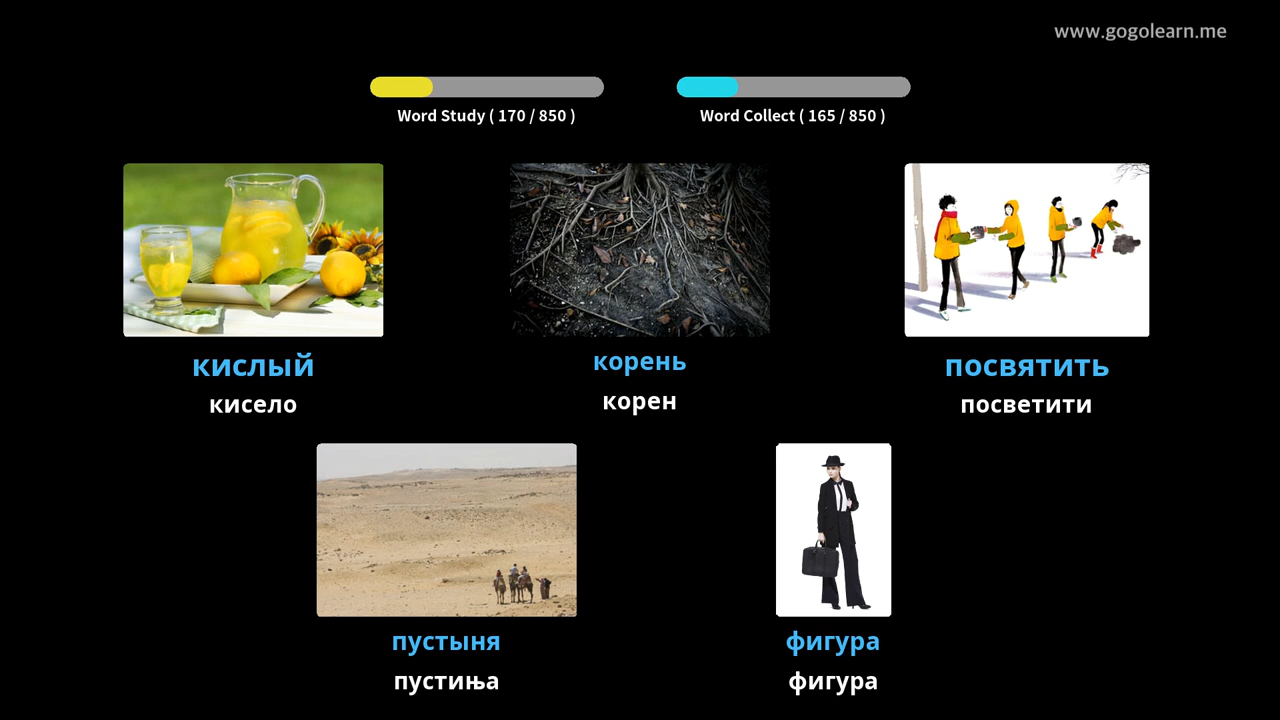 www.gogolearn.me
Word Study ( 170 / 850 )
Word Collect ( 165 / 850 )
кислый
кисело
корень
корен
посвятить
посветити
пустыня
пустиња
фигура
фигура